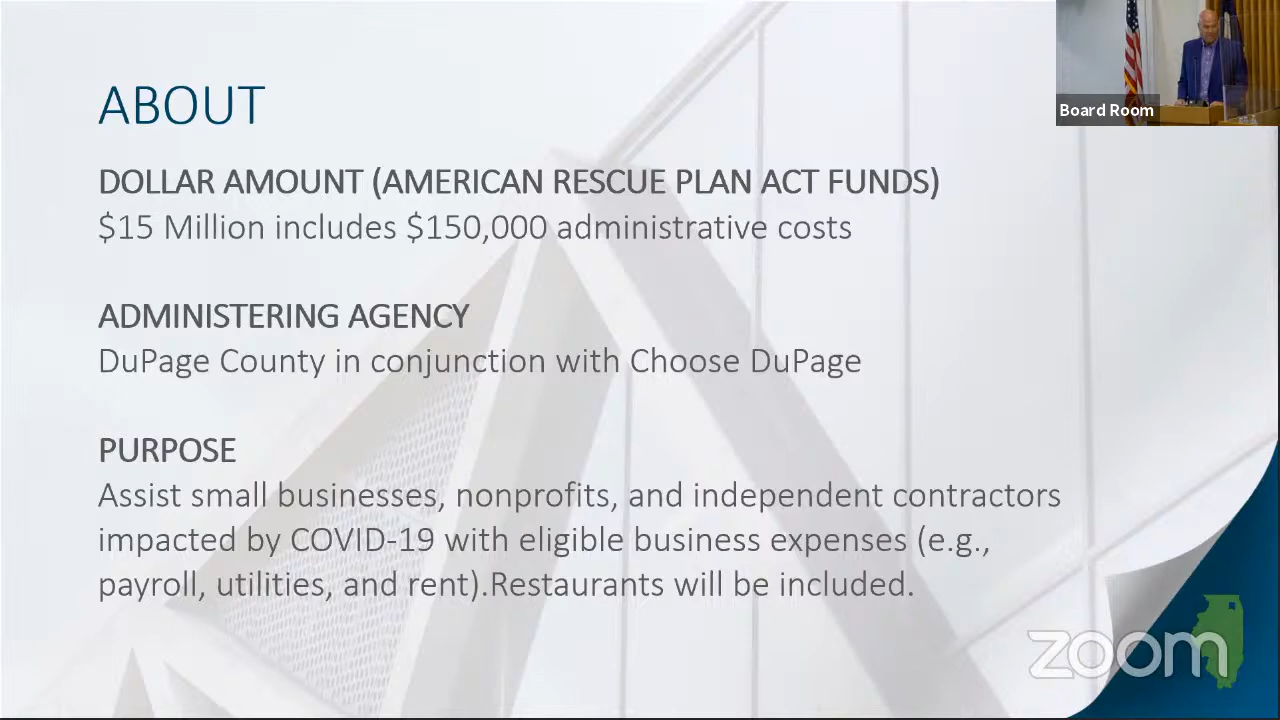 ABOUT
Board Room
DOLLAR AMOUNT (AMERICAN RESCUE PLAN ACT FUNDS)
$15 Million includes $150,000 administrative costs
ADMINISTERING AGENCY
DuPage County in conjunction with Choose DuPage
PURPOSE
Assist small businesses, nonprofits, and independent contractors
impacted by COVID-19 with eligible business expenses (e.g.,
payroll, utilities, and rent).Restaurants will be included.
zoom